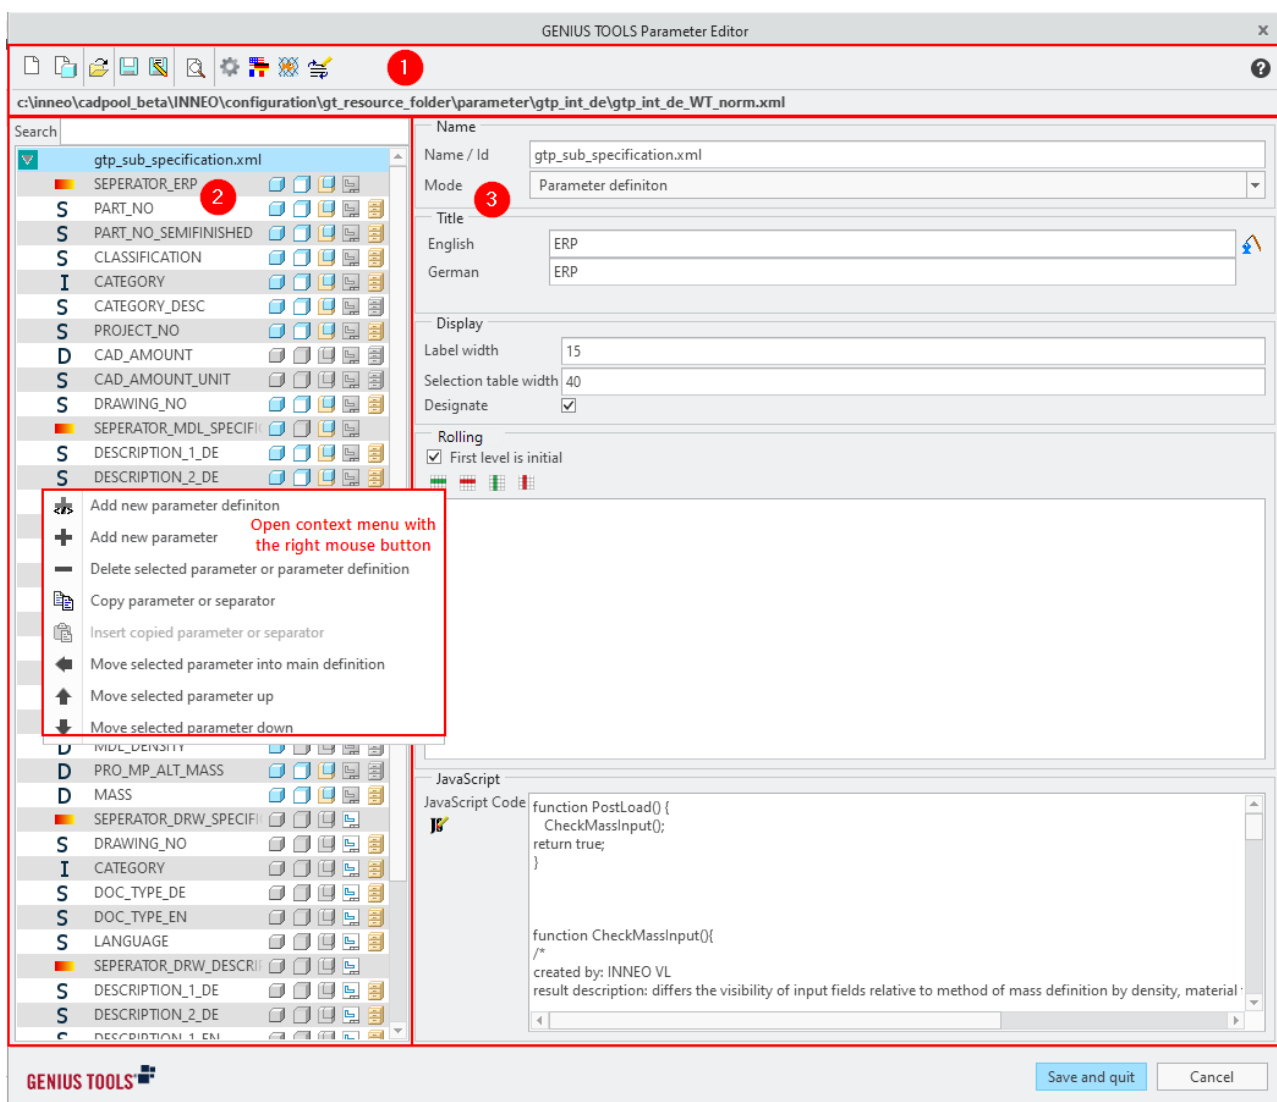 GENIUS TOOLS Parameter Editor
1
c:\inneo\cadpool_beta\INNEO\configuration\gt_resource_folder\parameter\gtp_int_de\gtp_int_de_WT_norm.xml
Search
gtp_sub_specification.xml
SEPERATOR_ERP
2
S PART_NO
S PART_NO_SEMIFINISHED
S CLASSIFICATION
I CATEGORY
S CATEGORY_DESC
S PROJECT_NO
D CAD_AMOUNT
S CAD_AMOUNT_UNIT
S DRAWING_NO
SEPERATOR_MDL_SPECIFI
S DESCRIPTION_1_DE
S DESCRIPTION_2_DE
Add new parameter definiton
Add new parameter
Open context menu with
the right mouse button
Delete selected parameter or parameter definition
Copy parameter or separator
Insert copied parameter or separator
Move selected parameter into main definition
Move selected parameter up
Move selected parameter down
D MDL_DENSITY
D PRO_MP_ALT_MASS
D MASS
SEPERATOR_DRW_SPECIFI
S DRAWING_NO
I CATEGORY
S DOC_TYPE_DE
S DOC_TYPE_EN
S LANGUAGE
SEPERATOR_DRW_DESCRI
S DESCRIPTION_1_DE
S DESCRIPTION_2_DE
S DESCRIPTION_1_EN
Name
Name / Id gtp_sub_specification.xml
Mode 3 Parameter definiton
Title
English ERP
German ERP
Display
Label width 15
Selection table width 40
Designate
Rolling
First level is initial
JavaScript
JavaScript Code
function PostLoad() {
CheckMassInput();
return true;
}
function CheckMassInput(){
/*
created by: INNEO VL
result description: differs the visibility of input fields relative to method of mass definition by density, material
GENIUS TOOLS
Save and quit
Cancel